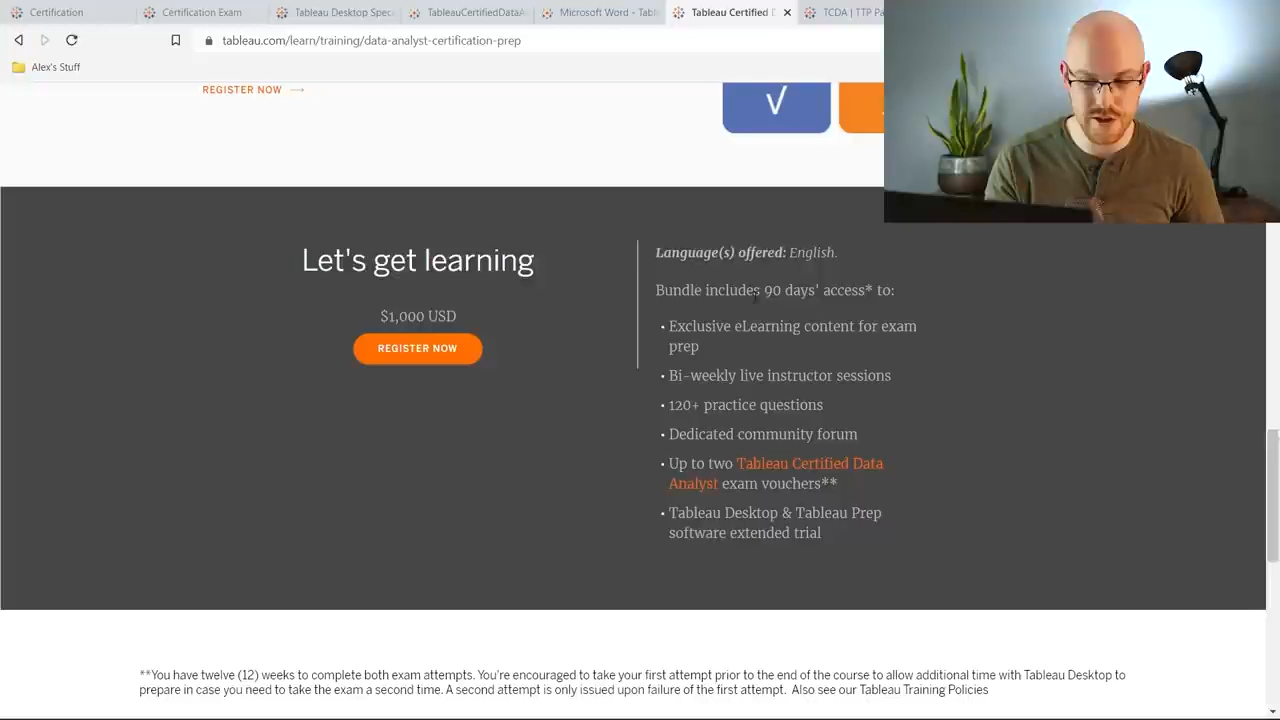 Certification
Certification Exam
Tableau Desktop Spec
TableauCertifiedDataA
Microsoft Word - Table
Tableau Certified D
TCDA | TTP Pa
tableau.com/learn/training/data-analyst-certification-prep
Alex's Stuff
REGISTER NOW →
√
Let's get learning
$1,000 USD
REGISTER NOW
Language(s) offered: English.
Bundle includes 90 days' access* to:
• Exclusive eLearning content for exam
prep
• Bi-weekly live instructor sessions
• 120+ practice questions
• Dedicated community forum
• Up to two Tableau Certified Data
Analyst exam vouchers**
• Tableau Desktop & Tableau Prep
software extended trial
**You have twelve (12) weeks to complete both exam attempts. You're encouraged to take your first attempt prior to the end of the course to allow additional time with Tableau Desktop to
prepare in case you need to take the exam a second time. A second attempt is only issued upon failure of the first attempt. Also see our Tableau Training Policies